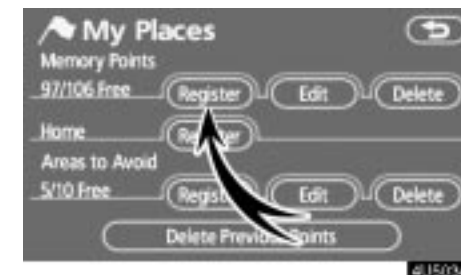 My Places
Memory Points
97/106 Free Register Edit Delete
Home
Areas to Avoid
5/10 Free Edit Delete
Delete Points